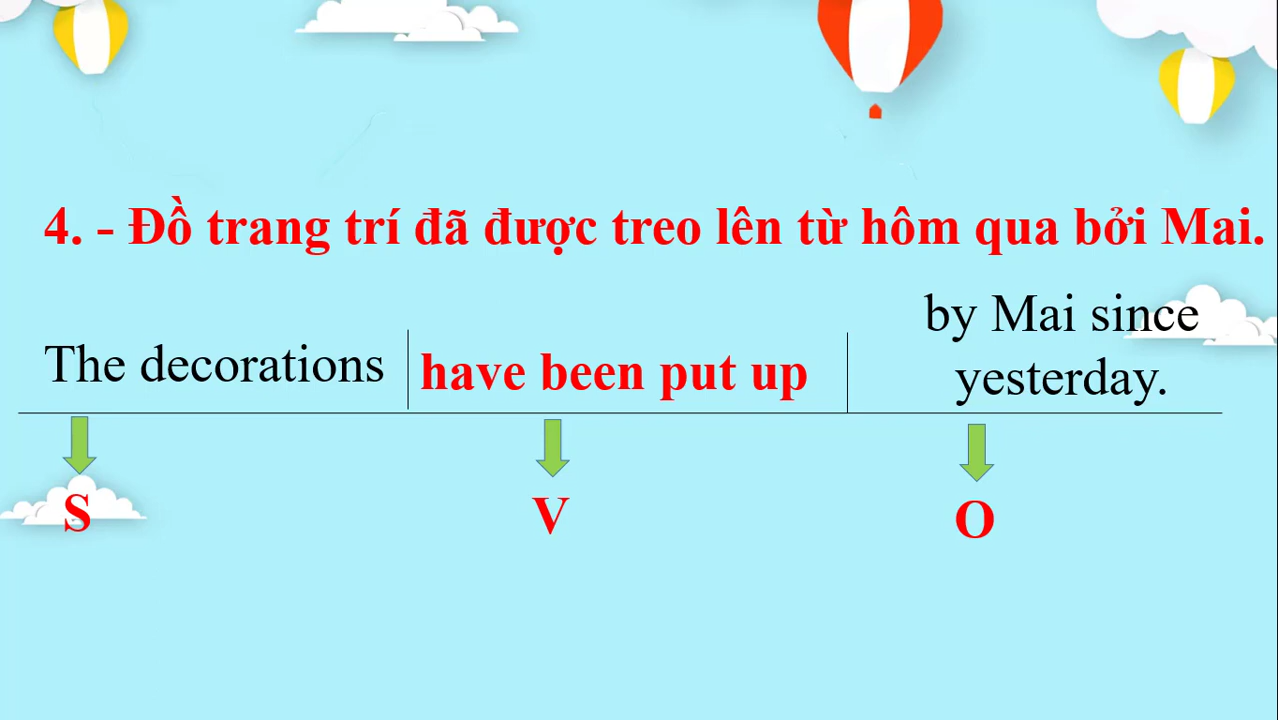 4. - Đồ trang trí đã được treo lên từ hôm qua bởi Mai.
The decorations
have been put up
by Mai since
yesterday.
S
V
O